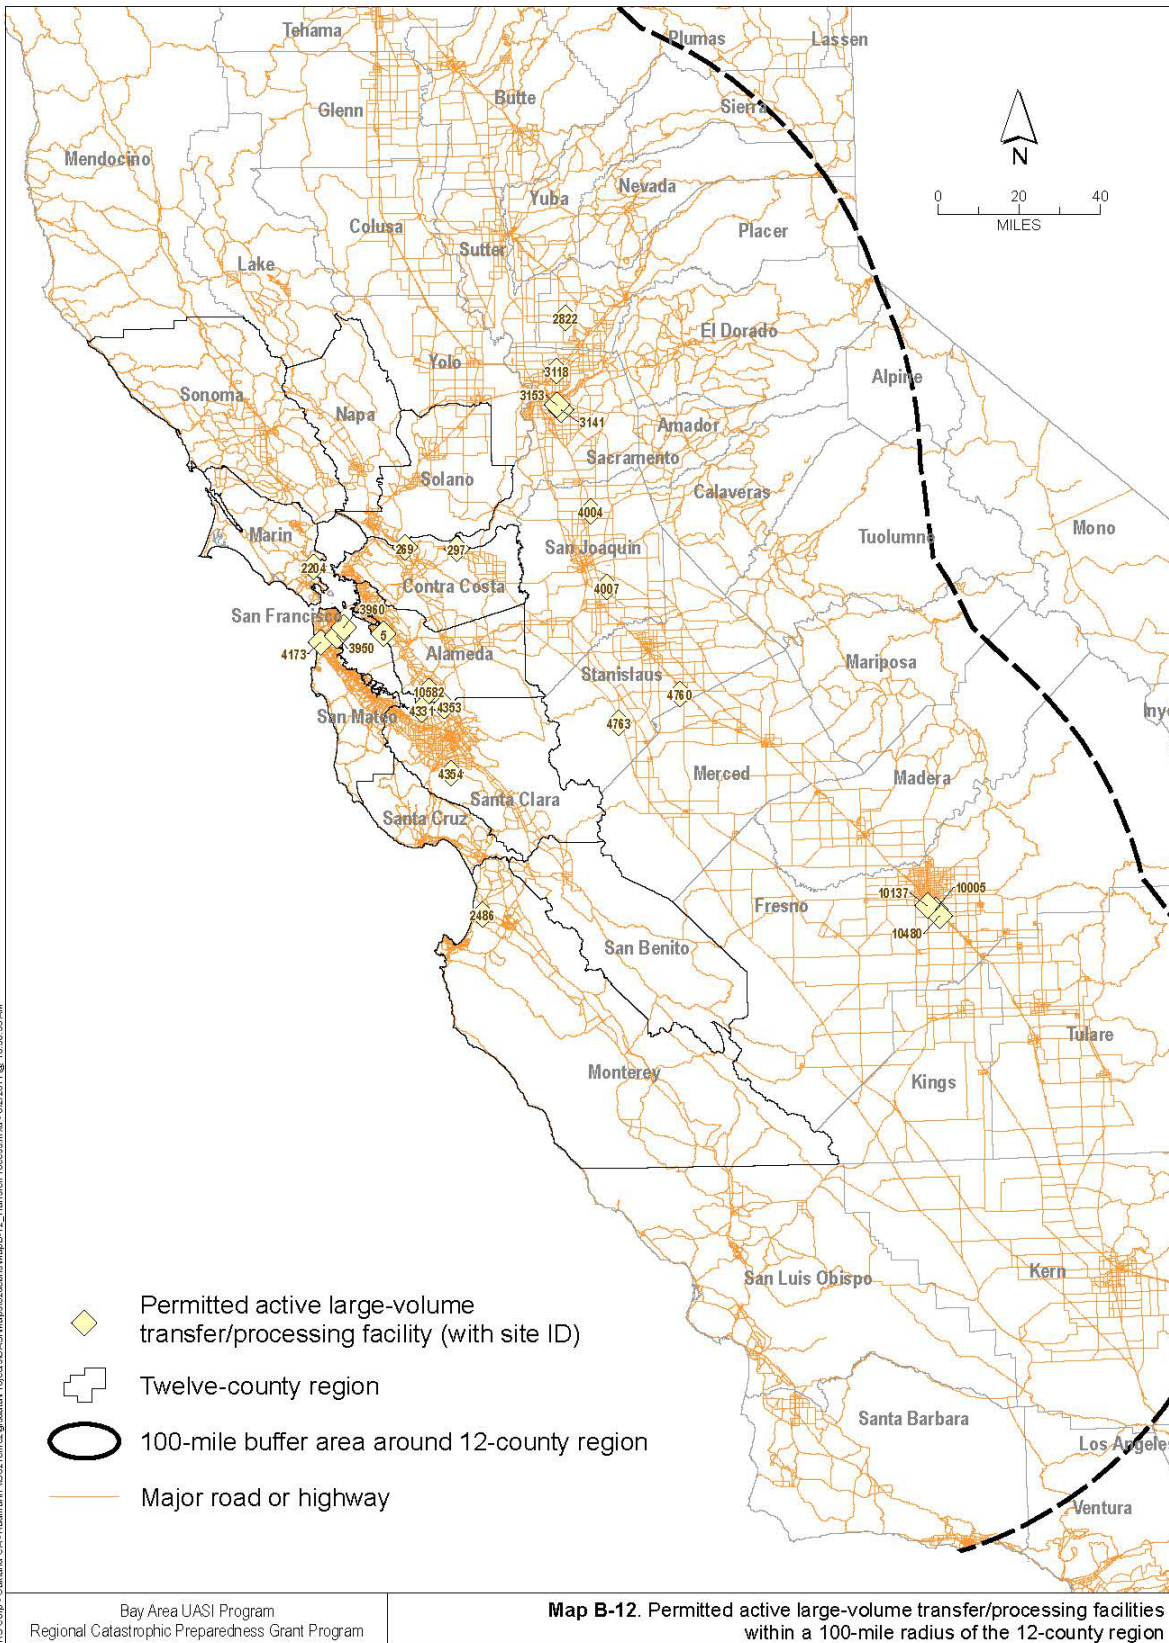 Tehama
Plumas
Lassen
Butte
Glenn
Sierra
Mendocino
Nevada
Yuba
Colusa
Placer
Sutter
Lake
N
0 20 40
MILES
2822
El Dorado
Yolo
3118
Alpine
Sonoma
3153
Napa
3141
Amador
Sacramento
Solano
Calaveras
4004
Mono
Marin
Tuolumne
269
297
San Joaquin
2204
Contra Costa
4007
3960
San Francisco
5
3950
4173
Alameda
Mariposa
Stanislaus
10582
4760
4353
4331
San Mateo
4763
4354
Merced
Madera
Santa Clara
Santa Cruz
10137
10005
Fresno
2486
10480
San Benito
Tulare
Monterey
Kings
Kern
San Luis Obispo
Santa Barbara
Los Angeles
Ventura
Permitted active large-volume
transfer/processing facility (with site ID)
Twelve-county region
100-mile buffer area around 12-county region
Major road or highway
Bay Area UASI Program
Regional Catastrophic Preparedness Grant Program
Map B-12. Permitted active large-volume transfer/processing facilities
within a 100-mile radius of the 12-county region